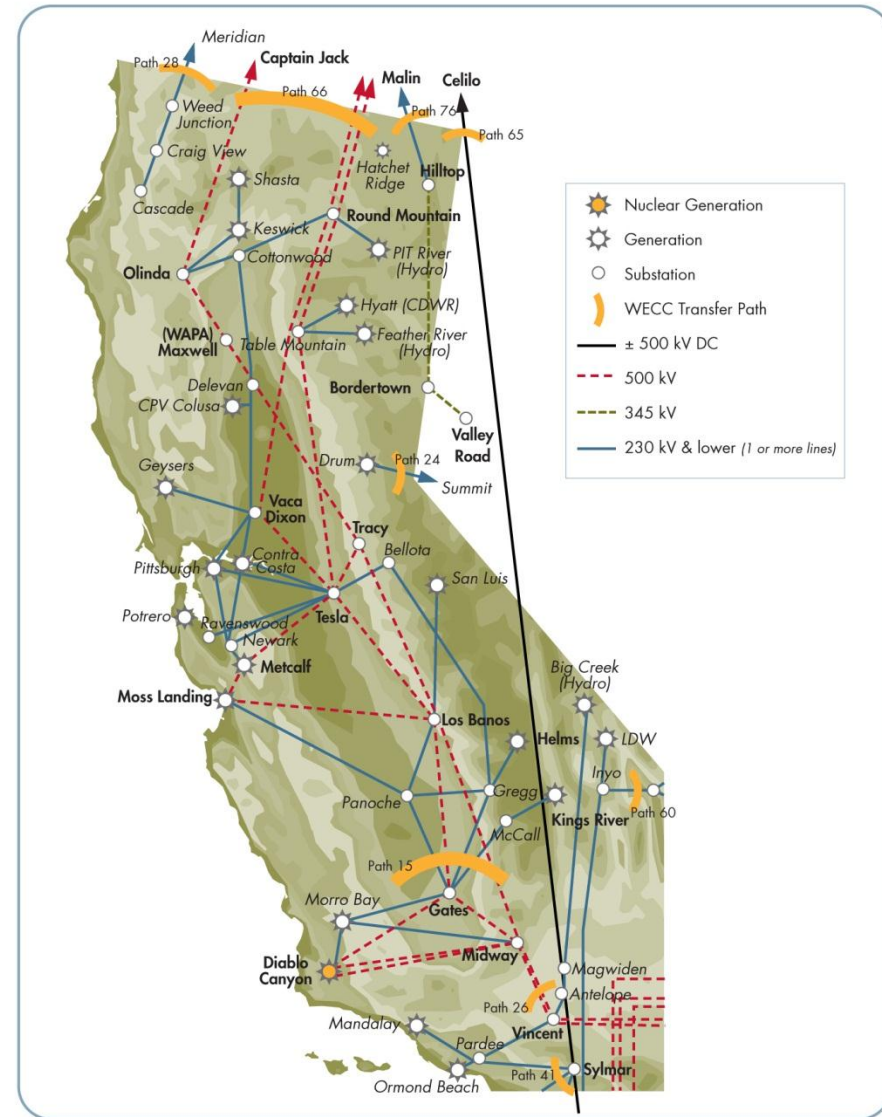 Meridian
Path 28
Captain Jack
Path 66
Malin
Celilo
Path 76
Path 65
Weed
Junction
Craig View
Cascade
Shasta
Hatchet
Ridge
Hilltop
Keswick
Round Mountain
Cottonwood
PIT River
(Hydro)
Olinda
Hyatt (CDWR)
(WAPA)
Maxwell
Table Mountain
Feather River
(Hydro)
Delevan
CPV Colusa
Bordertown
Valley
Road
Geysers
Drum
Path 24
Summit
Vaca
Dixon
Tracy
Bellota
Contra
Costa
Pittsburgh
San Luis
Potrero
Ravenswood
Newark
Tesla
Metcalf
Moss Landing
Los Banos
Big Creek
(Hydro)
Helms
LDW
Inyo
Panoche
Gregg
Kings River
Path 60
McCall
Path 15
Gates
Morro Bay
Midway
Diablo
Canyon
Magwiden
Antelope
Path 26
Vincent
Mandalay
Pardee
Path 41
Sylmar
Ormond Beach
Nuclear Generation
Generation
Substation
WECC Transfer Path
± 500 kV DC
500 kV
345 kV
230 kV & lower (1 or more lines)